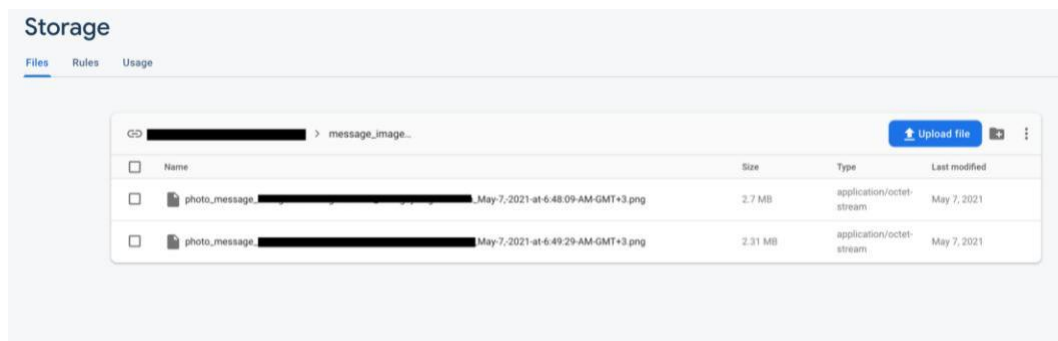 Storage
Files Rules Usage
> message_image...
Upload file
Name Size Type Last modified
photo_message_ _May-7,-2021-at-6:48:09-AM-GMT+3.png 2.7 MB application/octet-
stream May 7, 2021
photo_message_ _May-7,-2021-at-6:49:29-AM-GMT+3.png 2.31 MB application/octet-
stream May 7, 2021